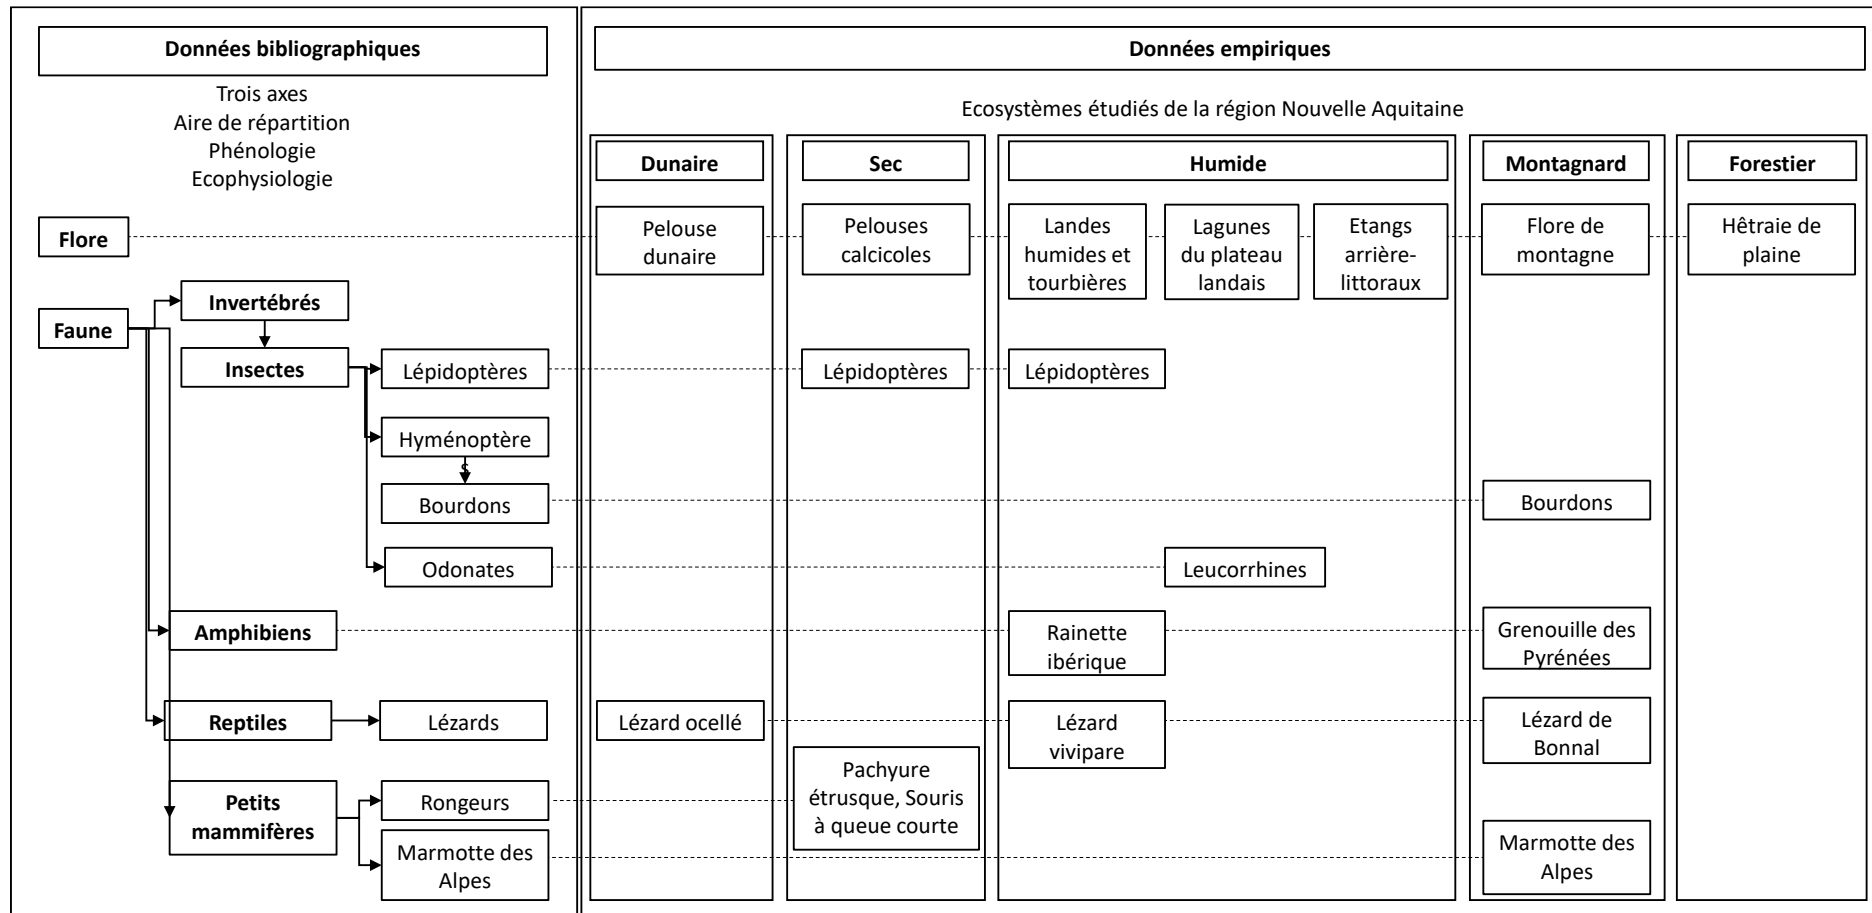 Données bibliographiques
Données empiriques
Trois axes
Aire de répartition
Phénologie
Ecophysiologie
Ecosystèmes étudiés de la région Nouvelle Aquitaine
Dunaire
Sec
Humide
Montagnard
Forestier
Flore
Pelouse
dunaire
Pelouses
calcicoles
Landes
humides et
tourbières
Lagunes
du plateau
landais
Etangs
arrière-
littoraux
Flore de
montagne
Hêtraie de
plaine
Faune
Invertébrés
Insectes
Lépidoptères
Lépidoptères
Lépidoptères
Hyménoptère
s
Bourdons
Bourdons
Odonates
Leucorrhines
Amphibiens
Rainette
ibérique
Grenouille des
Pyrénées
Reptiles
Lézards
Lézard ocellé
Lézard
vivipare
Lézard de
Bonnal
Petits
mammifères
Rongeurs
Pachyure
étrusque, Souris
à queue courte
Marmotte des
Alpes
Marmotte des
Alpes